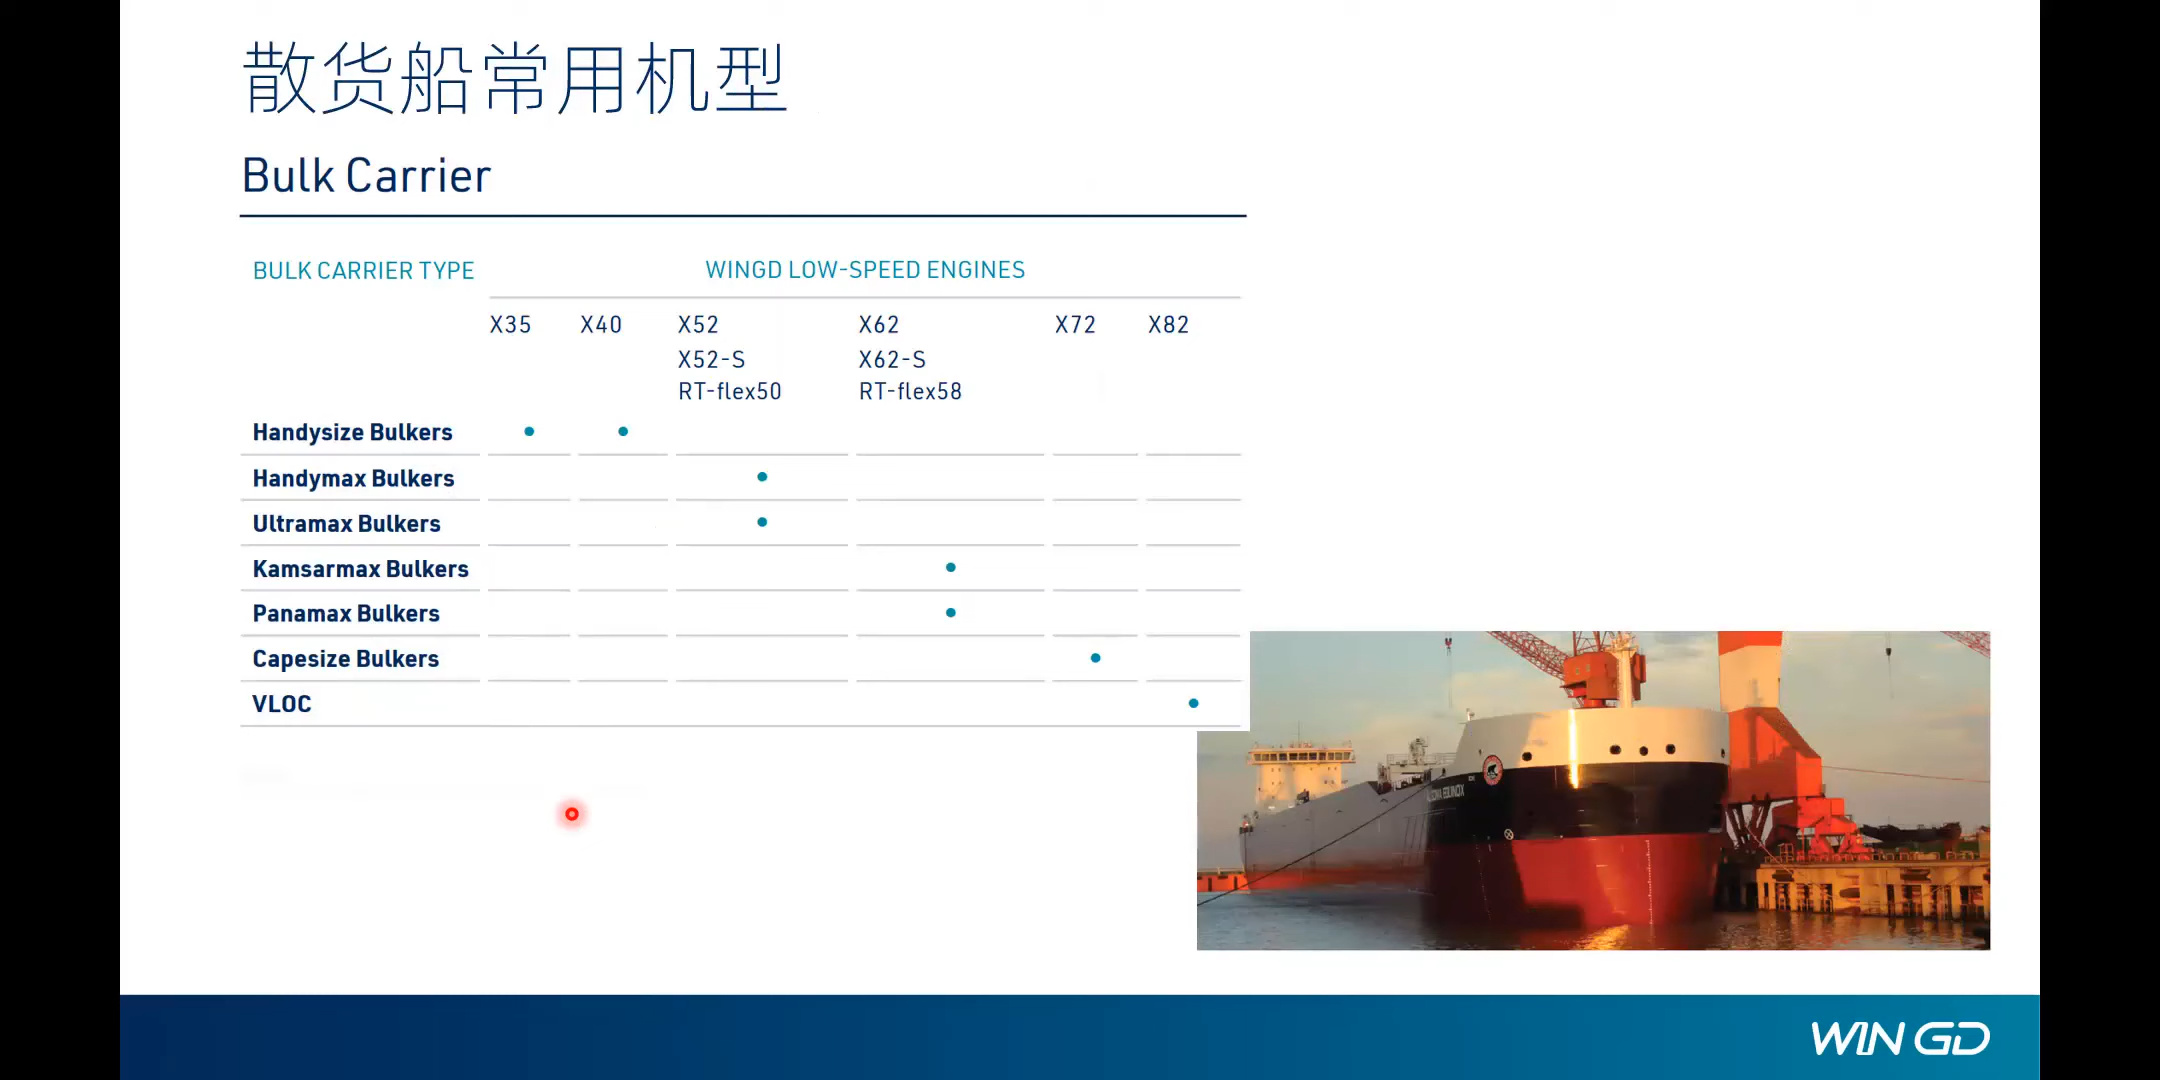 散货船常用机型
Bulk Carrier
BULK CARRIER TYPE
WINGD LOW-SPEED ENGINES
X35 X40 X52 X62 X72 X82
X52-S X62-S
RT-flex50 RT-flex58
Handysize Bulkers
Handymax Bulkers
Ultramax Bulkers
Kamsarmax Bulkers
Panamax Bulkers
Capesize Bulkers
VLOC
EQUINOX
WIN GD